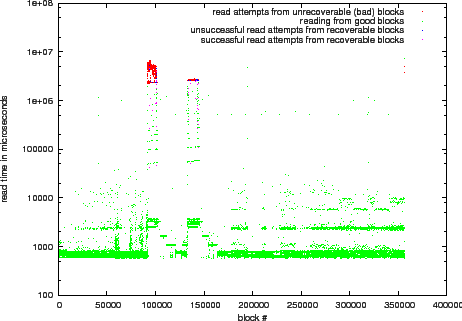 read attempts from unrecoverable (bad) blocks
reading from good blocks
unsuccessful read attempts from recoverable blocks
successful read attempts from recoverable blocks
read time in microseconds
1e+08
1e+07
1e+06
100000
10000
1000
100
0 50000 100000 150000 200000 250000 300000 350000 400000
block #